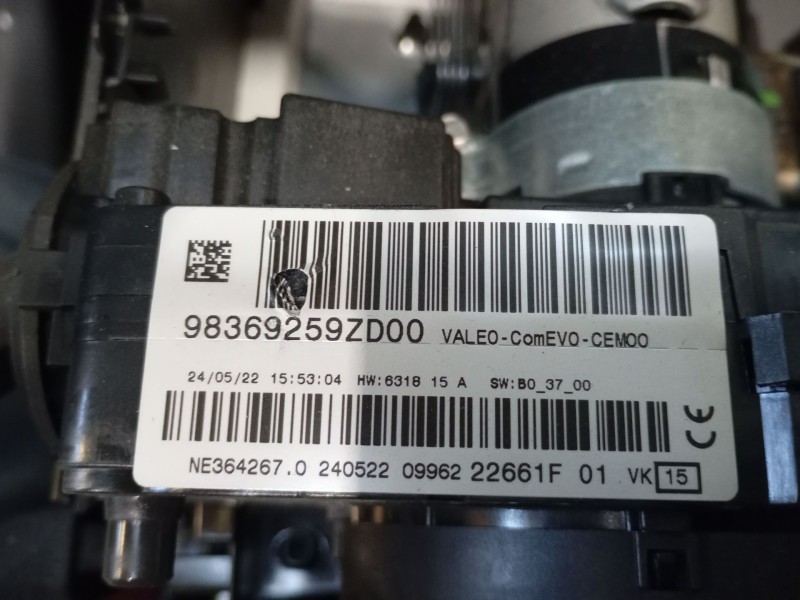 98369259ZD00 VALEO-ComEVO-CEM00
24/05/22 15:53:04 HW:6318 15 A SW:B0_37_00
CE
NE364267.0 240522 09962 22661F 01 VK 15